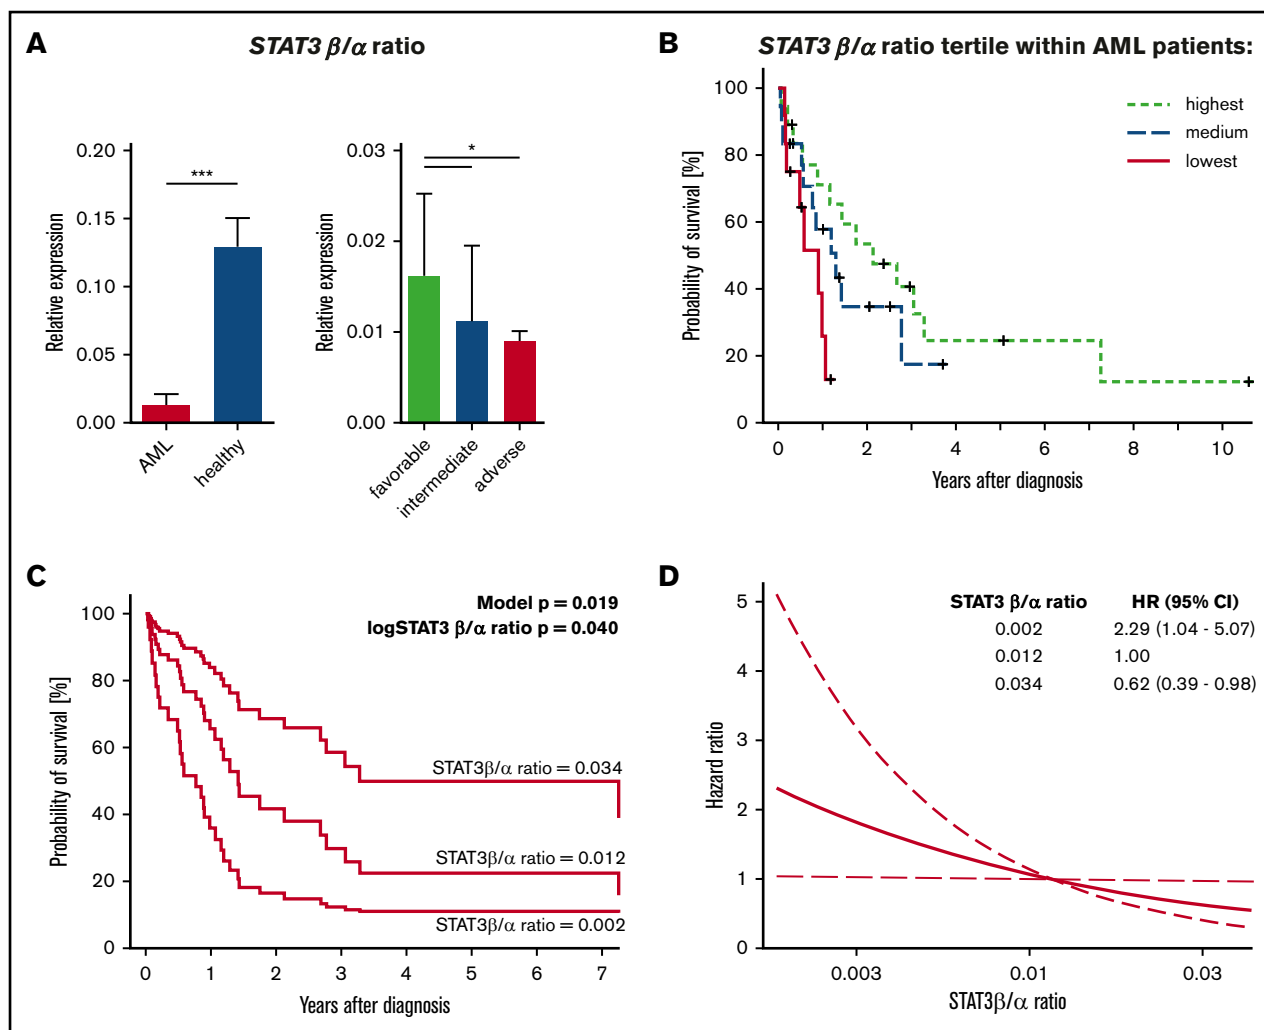 A
STAT3 β/α ratio
Relative expression
0.20
0.15
0.10
0.05
0.00
***
AML
healthy
Relative expression
0.03
0.02
0.01
0.00
*
favorable
intermediate
adverse
B
STAT3 β/α ratio tertile within AML patients:
highest
medium
lowest
Probability of survival [%]
100
80
60
40
20
0
0 2 4 6 8 10
Years after diagnosis
C
Model p = 0.019
logSTAT3 β/α ratio p = 0.040
Probability of survival [%]
100
80
60
40
20
0
STAT3β/α ratio = 0.034
STAT3β/α ratio = 0.012
STAT3β/α ratio = 0.002
0 1 2 3 4 5 6 7
Years after diagnosis
D
STAT3 β/α ratio HR (95% CI)
0.002 2.29 (1.04 - 5.07)
0.012 1.00
0.034 0.62 (0.39 - 0.98)
Hazard ratio
5
4
3
2
1
0
0.003 0.01 0.03
STAT3β/α ratio